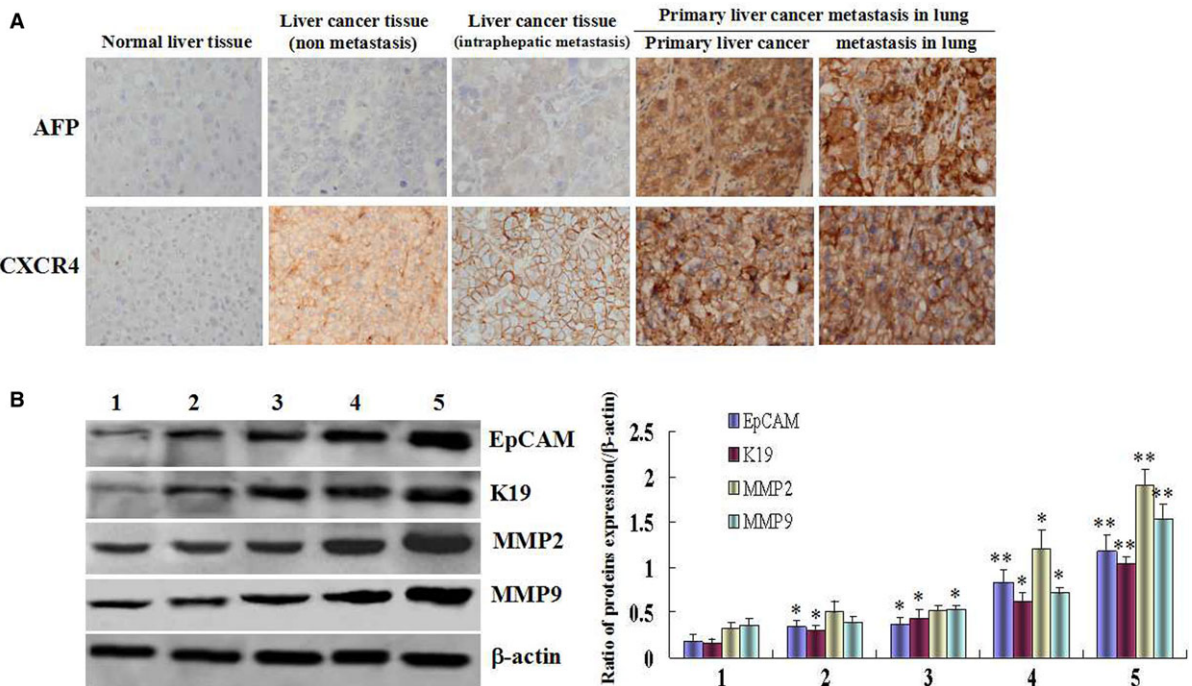 A
Normal liver tissue
Liver cancer tissue
(non metastasis)
Liver cancer tissue
(intraphepatic metastasis)
Primary liver cancer metastasis in lung
Primary liver cancer
metastasis in lung
AFP
CXCR4
B
1 2 3 4 5
EpCAM
K19
MMP2
MMP9
β-actin
Ratio of proteins expression(/β-actin)
2.5
2
1.5
1
0.5
0
EpCAM
K19
MMP2
MMP9
* *
* * *
** * * *
** ** ** **
1 2 3 4 5